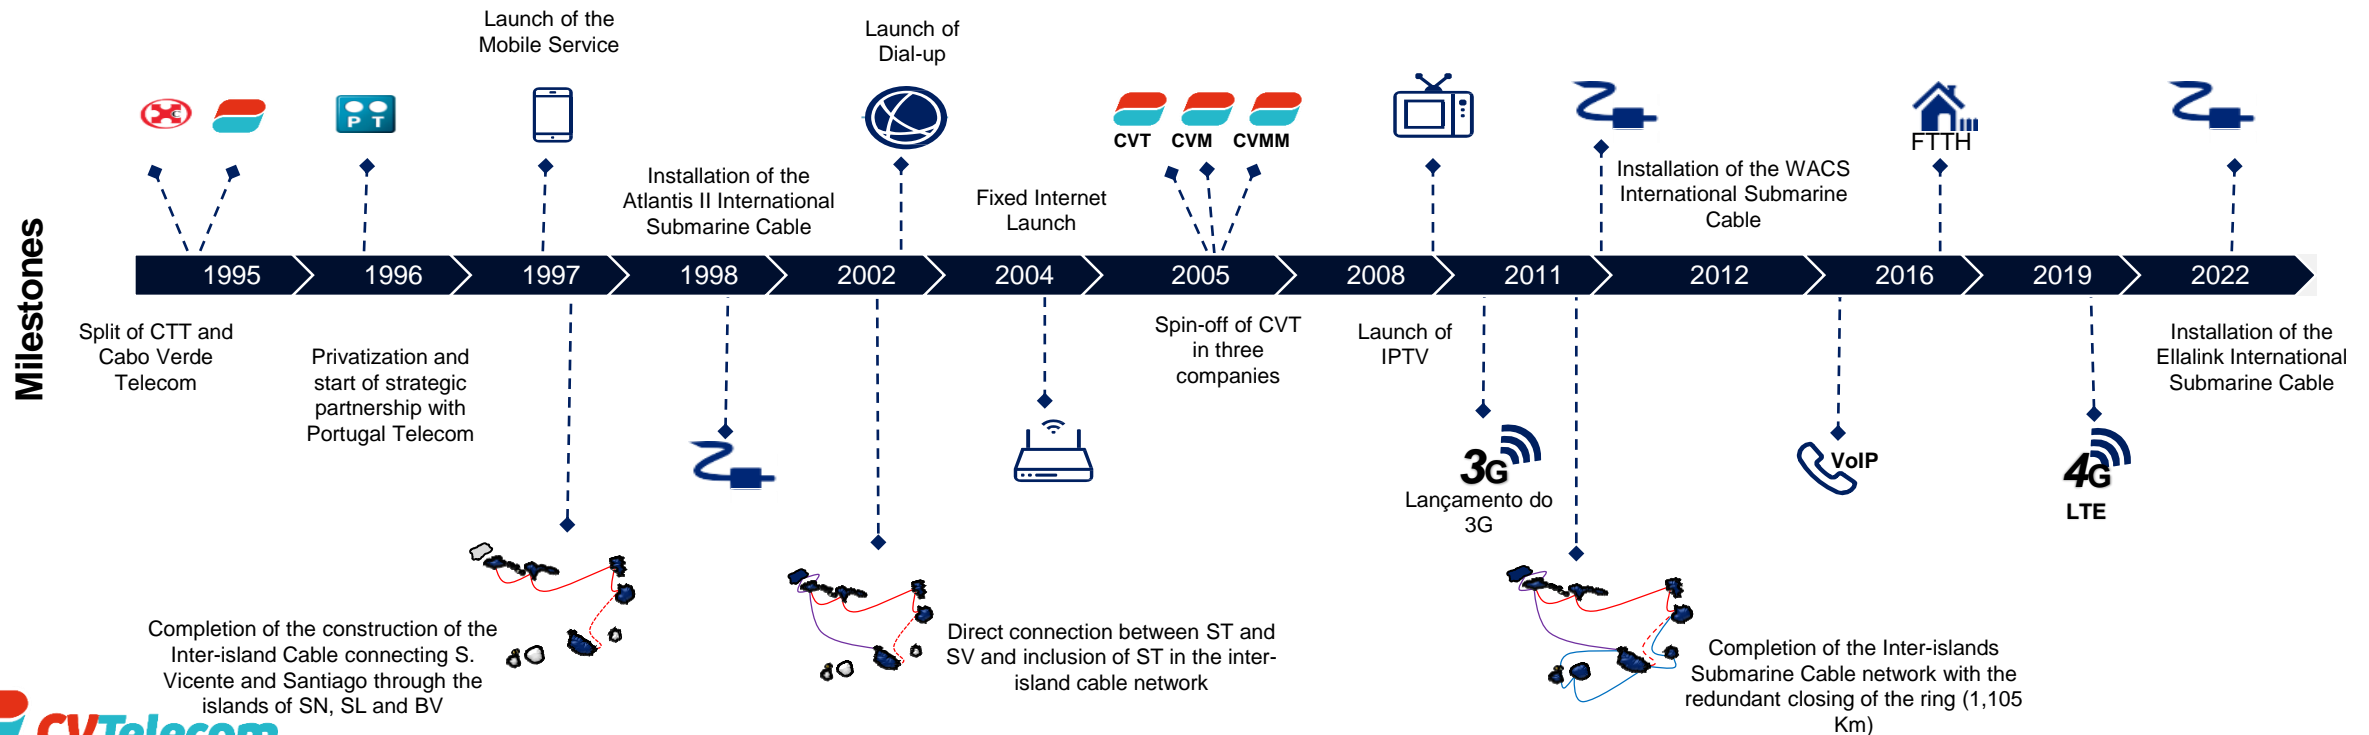 Milestones
Launch of the
Mobile Service
Launch of
Dial-up
P T
CVT
CVM
CVMM
FTTH
Installation of the
Atlantis II International
Submarine Cable
Fixed Internet
Launch
Installation of the WACS
International Submarine
Cable
1995
1996
1997
1998
2002
2004
2005
2008
2011
2012
2016
2019
2022
Split of CTT and
Cabo Verde
Telecom
Privatization and
start of strategic
partnership with
Portugal Telecom
Spin-off of CVT
in three
companies
Launch of
IPTV
Installation of the
Ellalink International
Submarine Cable
3G
Lançamento do
3G
VoIP
4G
LTE
Completion of the construction of the
Inter-island Cable connecting S.
Vicente and Santiago through the
islands of SN, SL and BV
Direct connection between ST and
SV and inclusion of ST in the inter-
island cable network
Completion of the Inter-islands
Submarine Cable network with the
redundant closing of the ring (1,105
Km)
CVTelecom